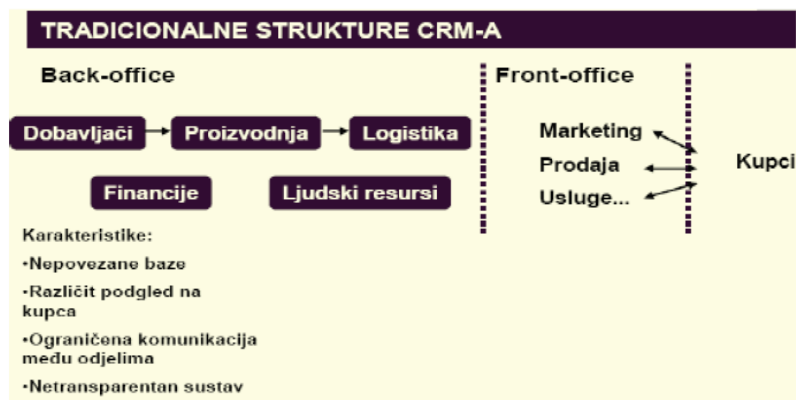 TRADICIONALNE STRUKTURE CRM-A
Back-office
Front-office
Dobavljači
Proizvodnja
Logistika
Marketing
Prodaja
Usluge...
Kupci
Financije
Ljudski resursi
Karakteristike:
•Nepovezane baze
•Različit podgled na
kupca
•Ograničena komunikacija
među odjelima
•Netransparentan sustav